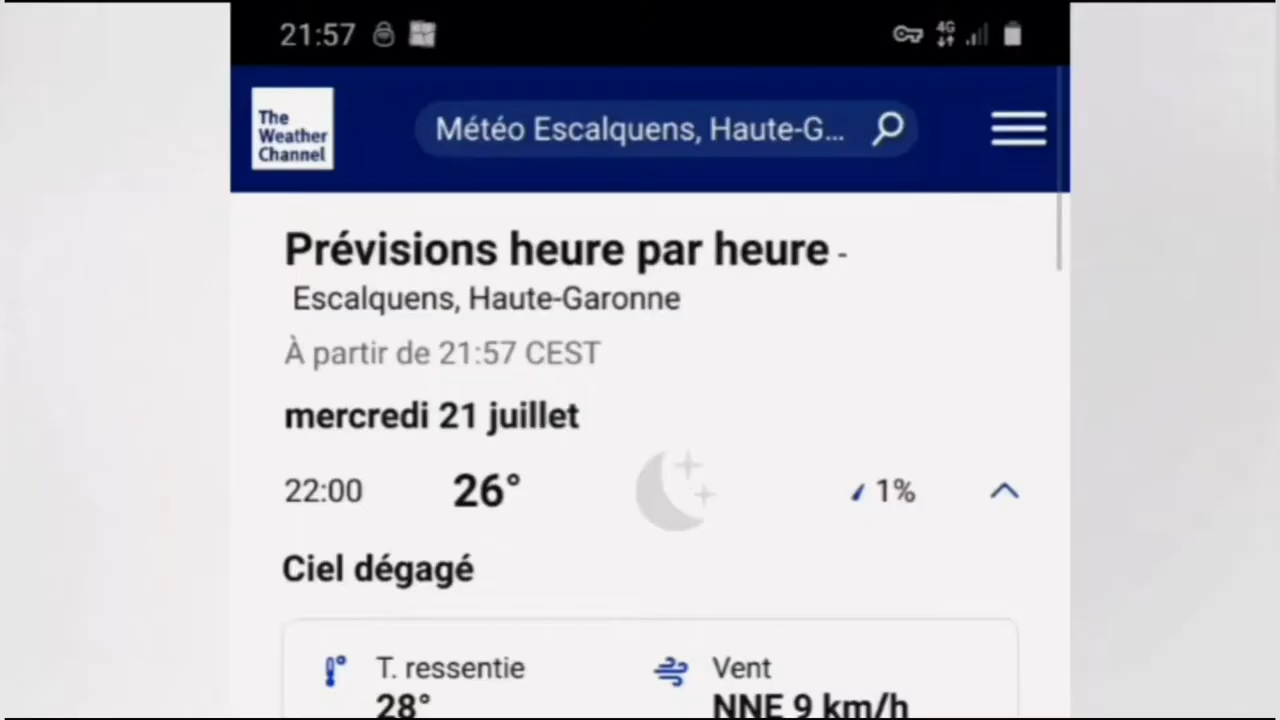 21:57
4G
The
Weather
Channel
Météo Escalquens, Haute-G...
Prévisions heure par heure -
Escalquens, Haute-Garonne
À partir de 21:57 CEST
mercredi 21 juillet
22:00 26° 1%
Ciel dégagé
T. ressentie Vent
28° NNE 9 km/h